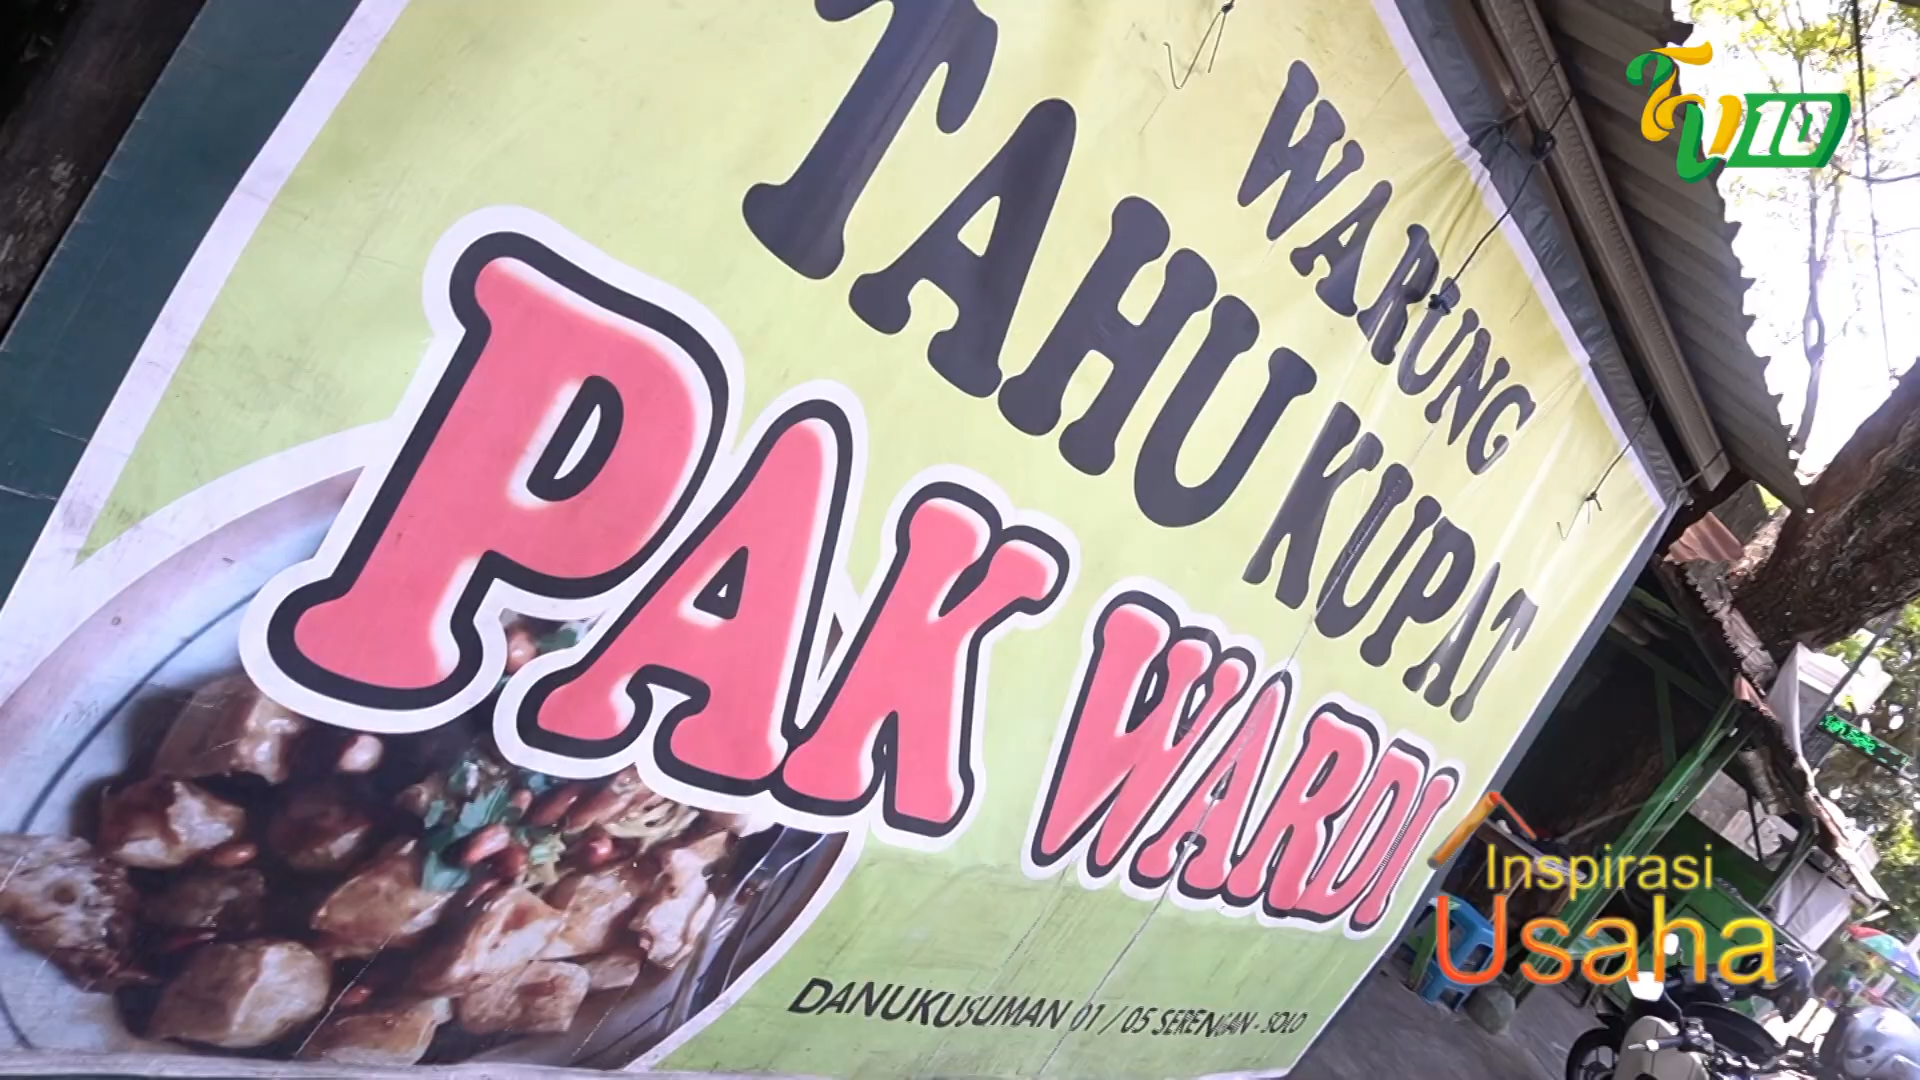 WARUNG
TAHU KUPAT
PAK WARDI
DANUKUSUMAN 01 / 05 SERENGAN - SOLO
TV10
Inspirasi
Usaha